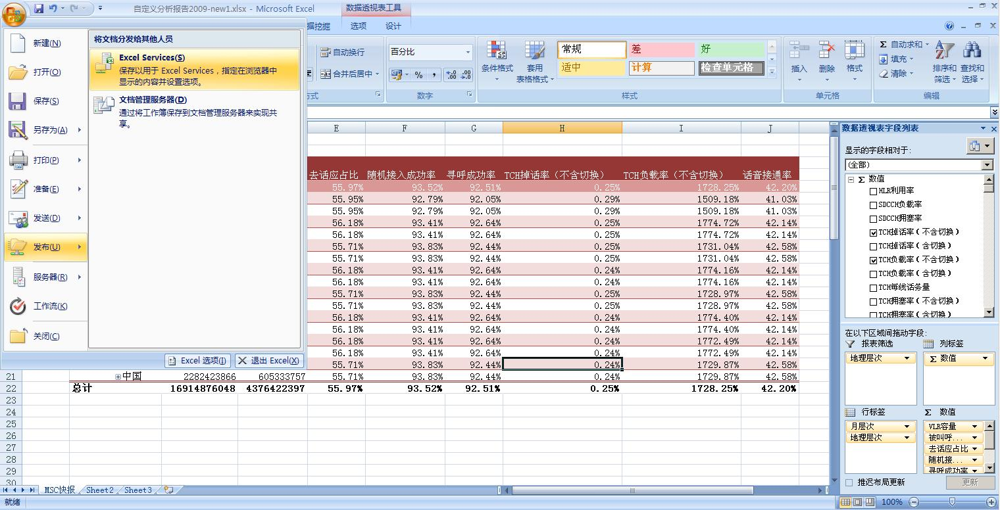 自定义分析报告2009-new1.xlsx - Microsoft Excel
数据透视表工具
据挖掘 选项 设计
新建(N)
打开(O)
保存(S)
另存为(A)
打印(P)
准备(E)
发送(D)
发布(U)
服务器(R)
工作流(K)
关闭(C)
将文档分发给其他人员
Excel Services(S)
保存以用于 Excel Services，指定在浏览器中
显示的内容并设置选项。
文档管理服务器(D)
通过将工作簿保存到文档管理服务器来实现共
享。
Excel 选项(I) 退出 Excel(X)
自动换行
合并后居中
方式
百分比
% ,
数字
条件格式
套用
表格格式
常规 差 好
适中 计算 检查单元格
样式
插入 删除 格式
单元格
Σ 自动求和
填充
清除
排序和
筛选
查找和
选择
编辑
E F G H I J
去话应占比 随机接入成功率 寻呼成功率 TCH掉话率（不含切换） TCH负载率（不含切换） 话音接通率
55.97% 93.52% 92.51% 0.25% 1728.25% 42.20%
55.95% 92.79% 92.05% 0.29% 1509.18% 41.03%
55.95% 92.79% 92.05% 0.29% 1509.18% 41.03%
56.18% 93.41% 92.64% 0.25% 1774.72% 42.14%
56.18% 93.41% 92.64% 0.25% 1774.72% 42.14%
55.71% 93.83% 92.44% 0.25% 1731.04% 42.58%
55.71% 93.83% 92.44% 0.25% 1731.04% 42.58%
56.18% 93.41% 92.64% 0.24% 1774.16% 42.14%
56.18% 93.41% 92.64% 0.24% 1774.16% 42.14%
55.71% 93.83% 92.44% 0.25% 1728.97% 42.58%
55.71% 93.83% 92.44% 0.25% 1728.97% 42.58%
56.18% 93.41% 92.64% 0.24% 1774.40% 42.14%
56.18% 93.41% 92.64% 0.24% 1774.40% 42.14%
56.18% 93.41% 92.64% 0.24% 1772.49% 42.14%
56.18% 93.41% 92.64% 0.24% 1772.49% 42.14%
55.71% 93.83% 92.44% 0.24% 1729.87% 42.58%
21 中国 2282423866 605333757 55.71% 93.83% 92.44% 0.24% 1729.87% 42.58%
22 总计 16914876048 4376422397 55.97% 93.52% 92.51% 0.25% 1728.25% 42.20%
23
24
25
26
27
28
29
30
MSC快报 Sheet2 Sheet3
就绪
数据透视表字段列表
显示的字段相对于:
(全部)
Σ 数值
HLR利用率
SDCCH负载率
SDCCH拥塞率
TCH掉话率（不含切换）
TCH掉话率（含切换）
TCH负载率（不含切换）
TCH负载率（含切换）
TCH每线话务量
TCH拥塞率（不含切换）
TCH拥塞率（含切换）
在以下区域间拖动字段:
报表筛选 列标签
地理层次 Σ 数值
行标签 Σ 数值
月层次 VLR容量
地理层次 被叫呼...
去话应占比
随机接...
寻呼成功率
推迟布局更新 更新
100%